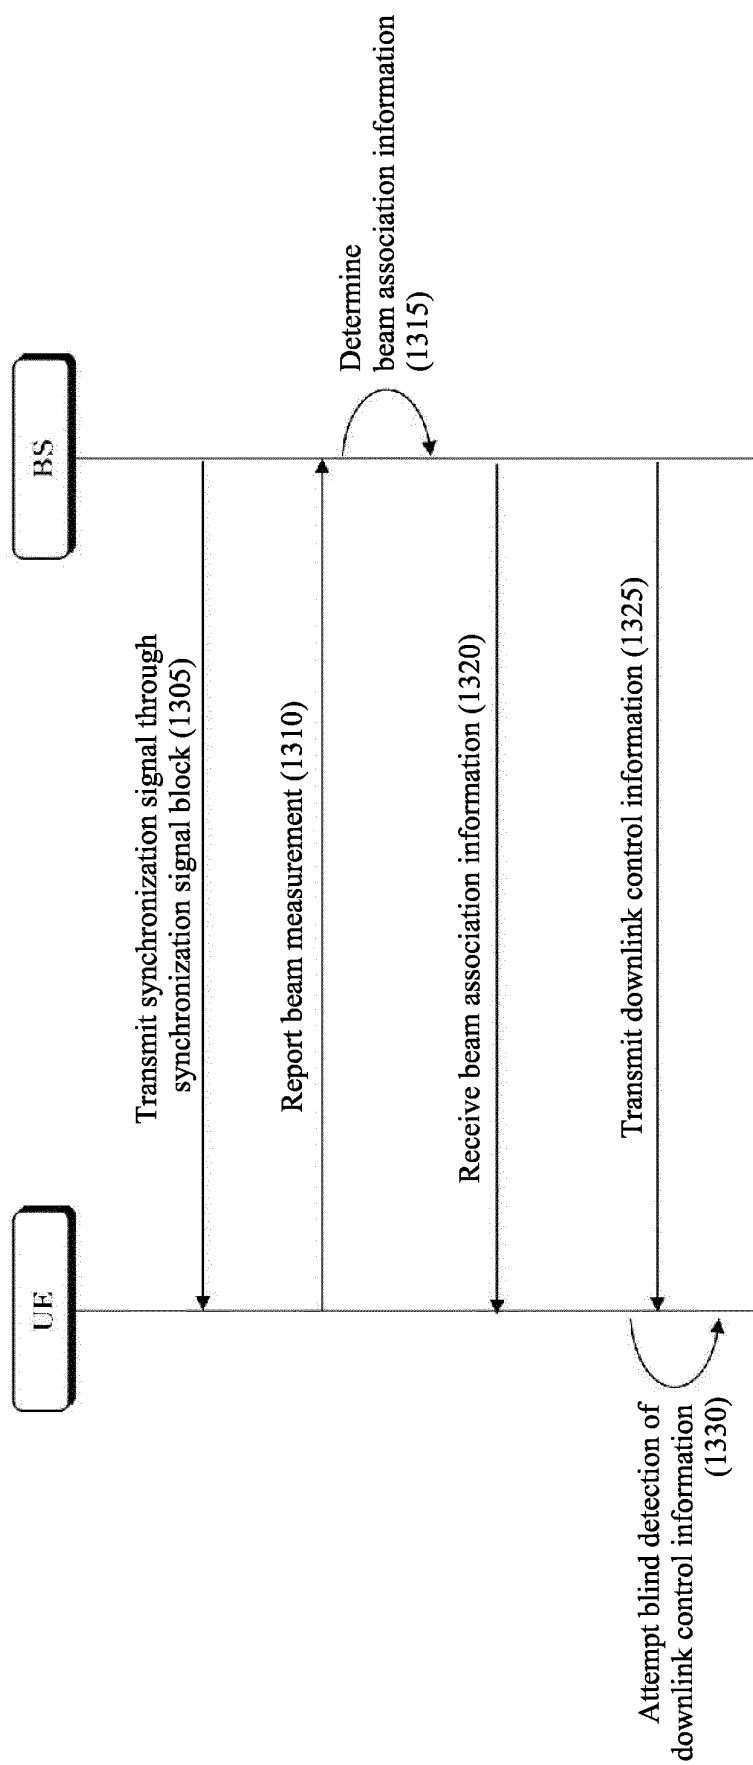 UE
BS
Transmit synchronization signal through
synchronization signal block (1305)
Report beam measurement (1310)
Determine
beam association information
(1315)
Receive beam association information (1320)
Transmit downlink control information (1325)
Attempt blind detection of
downlink control information
(1330)